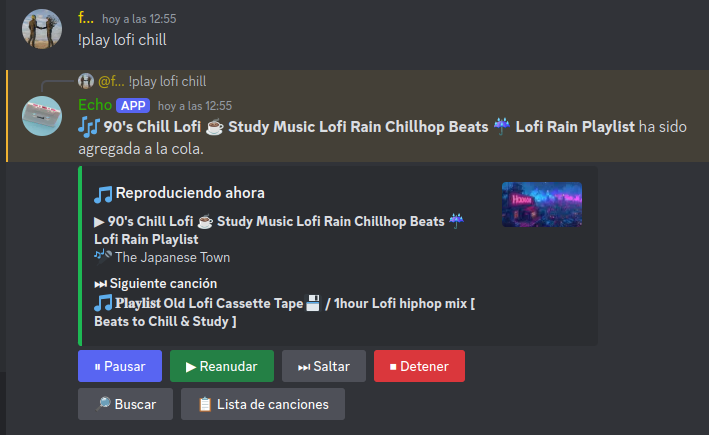 f... hoy a las 12:55
!play lofi chill
@f... !play lofi chill
Echo APP hoy a las 12:55
🎶 90's Chill Lofi ☕ Study Music Lofi Rain Chillhop Beats ☔ Lofi Rain Playlist ha sido
agregada a la cola.
🎵 Reproduciendo ahora
▶ 90's Chill Lofi ☕ Study Music Lofi Rain Chillhop Beats ☔
Lofi Rain Playlist
🎶 The Japanese Town
⏭ Siguiente canción
🎵 𝐏𝐥𝐚𝐲𝐥𝐢𝐬𝐭 Old Lofi Cassette Tape💾 / 1hour Lofi hiphop mix [
Beats to Chill & Study ]
⏸ Pausar ▶ Reanudar ⏭ Saltar ⏹ Detener
🔎 Buscar 📋 Lista de canciones